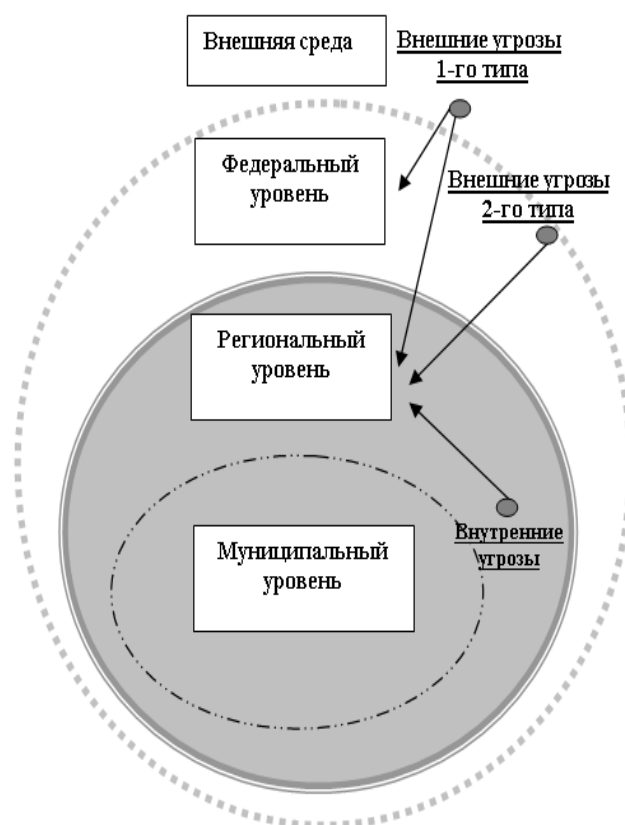 Внешняя среда
Внешние угрозы
1-го типа
Федеральный
уровень
Внешние угрозы
2-го типа
Региональный
уровень
Внутренние
угрозы
Муниципальный
уровень